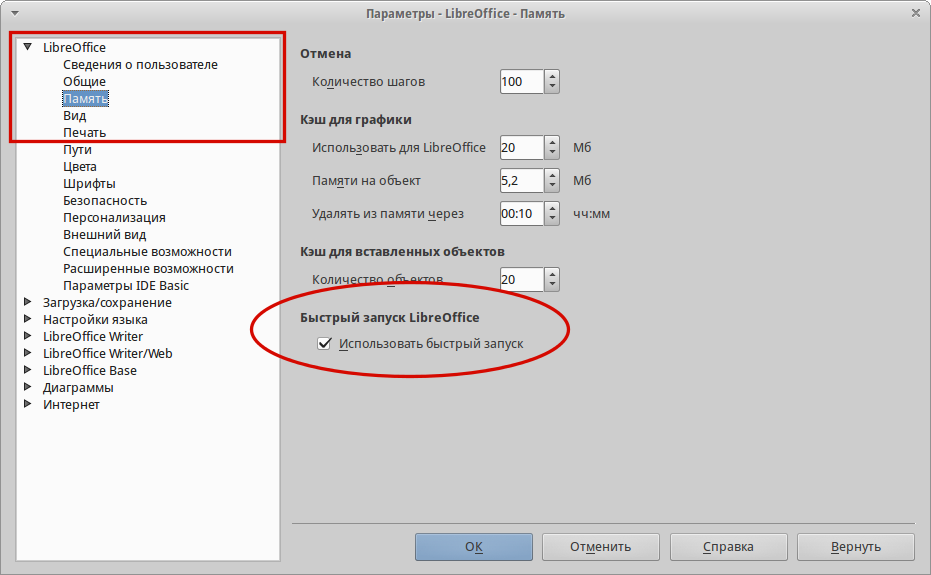 Параметры - LibreOffice - Память
LibreOffice
Сведения о пользователе
Общие
Память
Вид
Печать
Пути
Цвета
Шрифты
Безопасность
Персонализация
Внешний вид
Специальные возможности
Расширенные возможности
Параметры IDE Basic
Загрузка/сохранение
Настройки языка
LibreOffice Writer
LibreOffice Writer/Web
LibreOffice Base
Диаграммы
Интернет
Отмена
Количество шагов 100
Кэш для графики
Использовать для LibreOffice 20 Мб
Памяти на объект 5,2 Мб
Удалять из памяти через 00:10 чч:мм
Кэш для вставленных объектов
Количество объектов 20
Быстрый запуск LibreOffice
Использовать быстрый запуск
OK Отменить Справка Вернуть